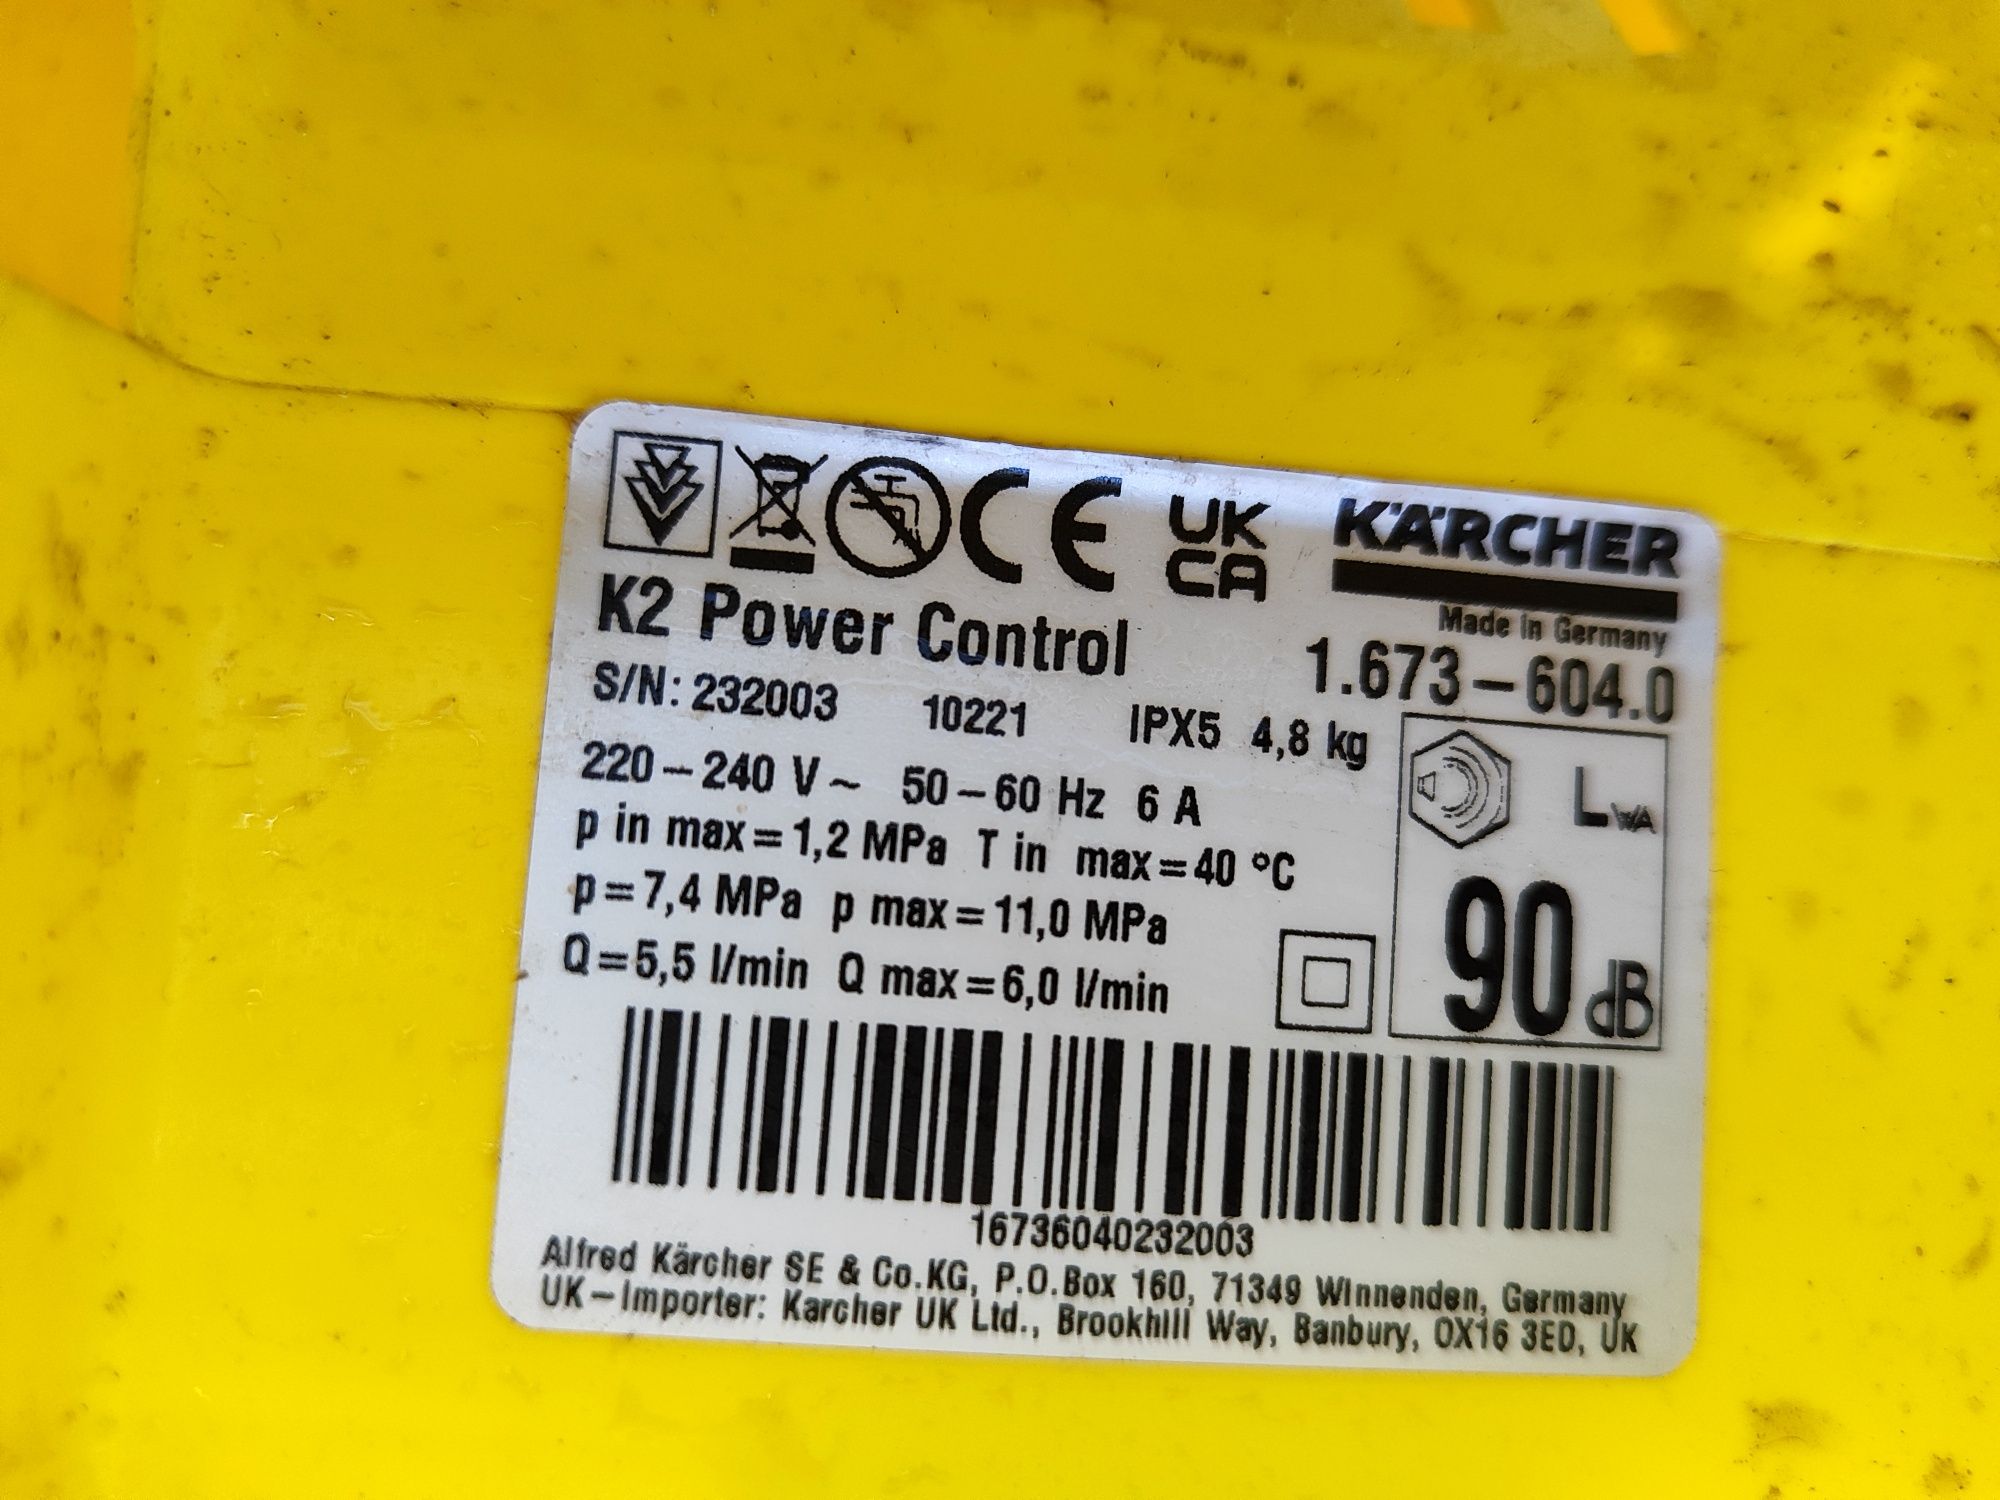 CE
UK
CA
KÄRCHER
Made in Germany
K2 Power Control
1.673-604.0
S/N: 232003 10221 IPX5 4,8 kg
220-240 V~ 50-60 Hz 6 A
p in max=1,2 MPa T in max=40 °C
p=7,4 MPa p max=11,0 MPa
Q=5,5 l/min Q max=6,0 l/min
LWA
90 dB
16736040232003
Alfred Kärcher SE & Co.KG, P.O.Box 160, 71349 Winnenden, Germany
UK-Importer: Karcher UK Ltd., Brookhill Way, Banbury, OX16 3ED, UK